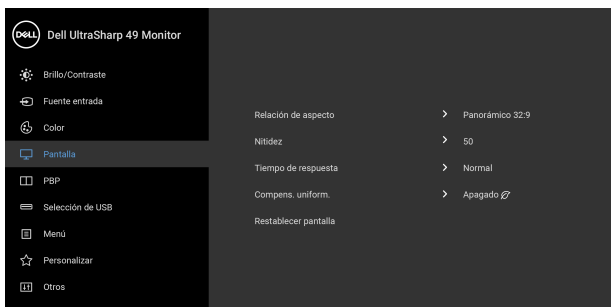 DELL Dell UltraSharp 49 Monitor
Brillo/Contraste
Fuente entrada
Color
Pantalla
PBP
Selección de USB
Menú
Personalizar
Otros
Relación de aspecto > Panorámico 32:9
Nitidez > 50
Tiempo de respuesta > Normal
Compens. uniform. > Apagado
Restablecer pantalla